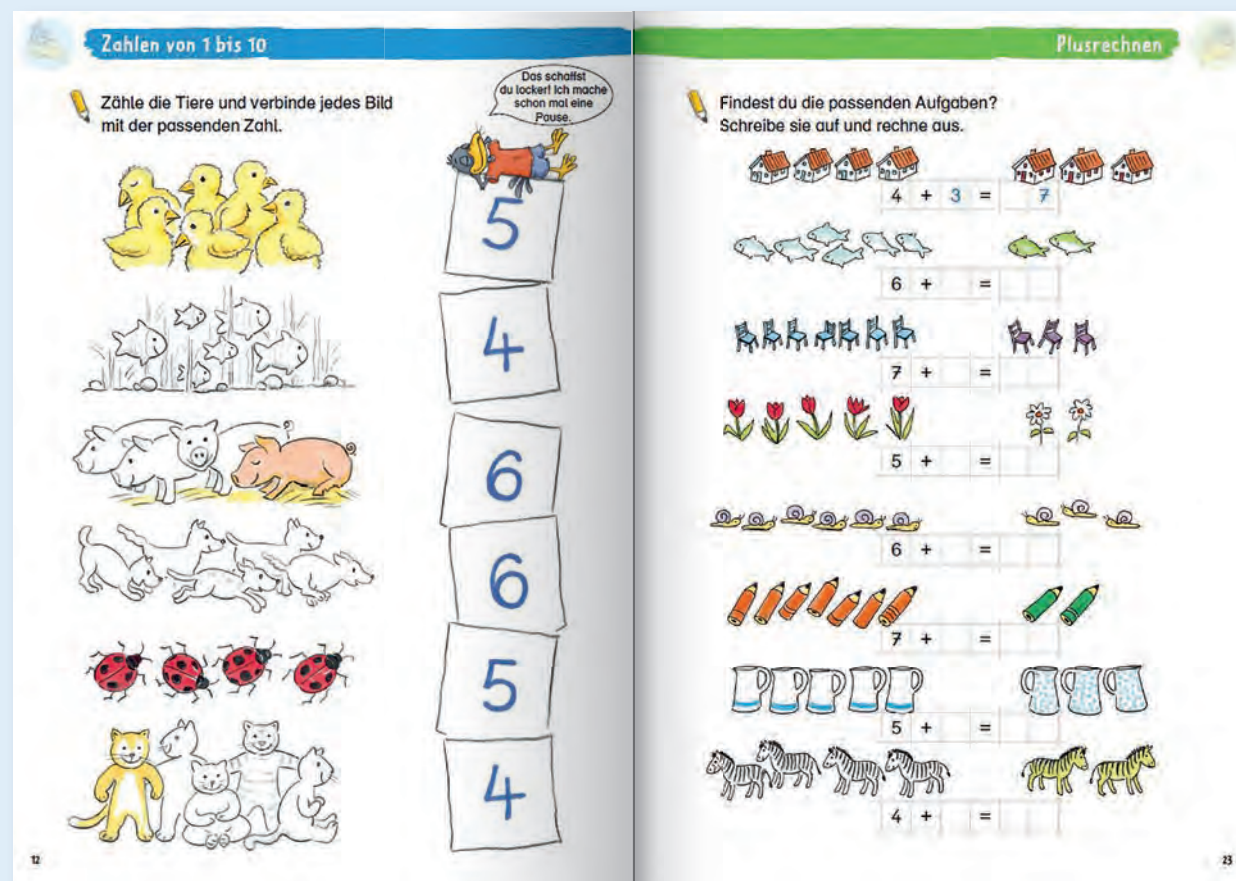 Zahlen von 1 bis 10
Zähle die Tiere und verbinde jedes Bild
mit der passenden Zahl.
Das schaffst
du locker! Ich mache
schon mal eine
Pause.
5
4
6
6
5
4
12
Plusrechnen
Findest du die passenden Aufgaben?
Schreibe sie auf und rechne aus.
4 + 3 = 7
6 + =
7 + =
5 + =
6 + =
7 + =
5 + =
4 + =
23